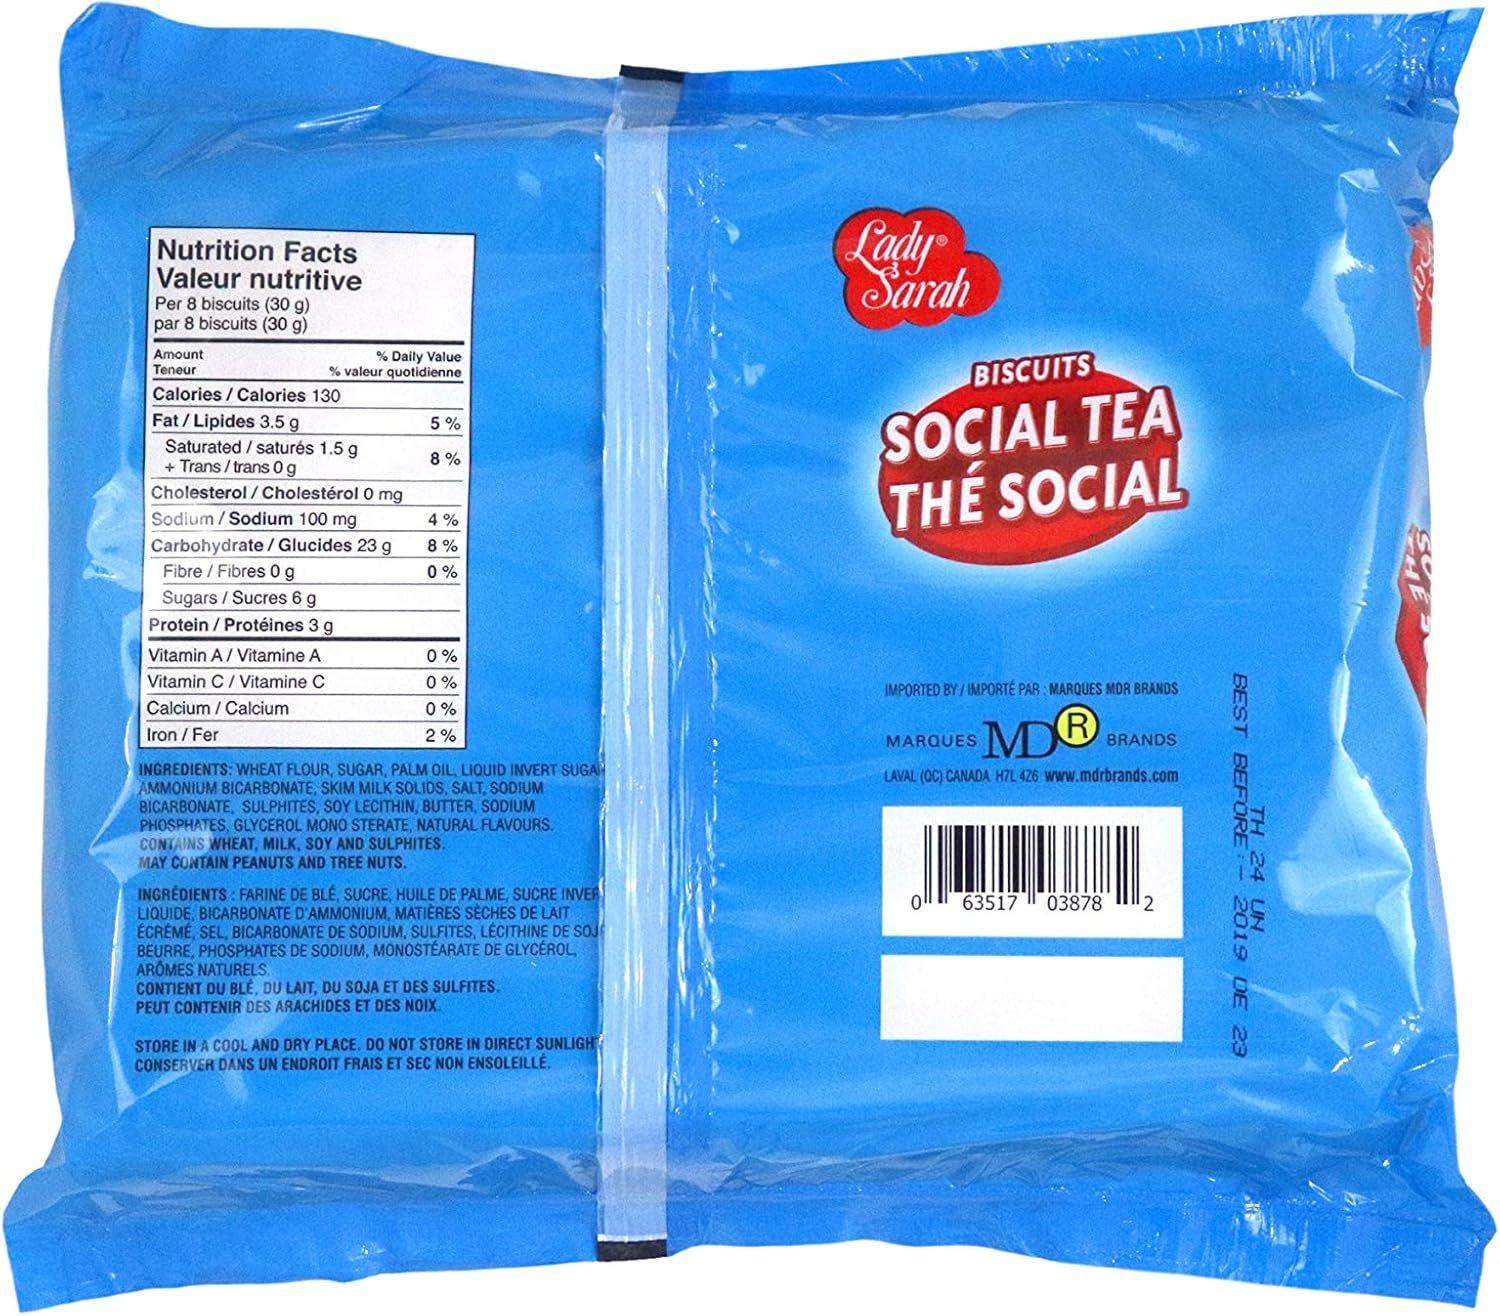 Nutrition Facts
Valeur nutritive
Per 8 biscuits (30 g)
par 8 biscuits (30 g)
Amount % Daily Value
Teneur % valeur quotidienne
Calories / Calories 130
Fat / Lipides 3.5 g 5 %
Saturated / saturés 1.5 g
+ Trans / trans 0 g 8 %
Cholesterol / Cholestérol 0 mg
Sodium / Sodium 100 mg 4 %
Carbohydrate / Glucides 23 g 8 %
Fibre / Fibres 0 g 0 %
Sugars / Sucres 6 g
Protein / Protéines 3 g
Vitamin A / Vitamine A 0 %
Vitamin C / Vitamine C 0 %
Calcium / Calcium 0 %
Iron / Fer 2 %
INGREDIENTS: WHEAT FLOUR, SUGAR, PALM OIL, LIQUID INVERT SUGA
AMMONIUM BICARBONATE, SKIM MILK SOLIDS, SALT, SODIUM
BICARBONATE, SULPHITES, SOY LECITHIN, BUTTER, SODIUM
PHOSPHATES, GLYCEROL MONO STERATE, NATURAL FLAVOURS.
CONTAINS WHEAT, MILK, SOY AND SULPHITES.
MAY CONTAIN PEANUTS AND TREE NUTS.
INGRÉDIENTS : FARINE DE BLÉ, SUCRE, HUILE DE PALME, SUCRE INVER
LIQUIDE, BICARBONATE D'AMMONIUM, MATIÈRES SÈCHES DE LAIT
ÉCRÉMÉ, SEL, BICARBONATE DE SODIUM, SULFITES, LÉCITHINE DE SOJ
BEURRE, PHOSPHATES DE SODIUM, MONOSTÉARATE DE GLYCÉROL,
ARÔMES NATURELS.
CONTIENT DU BLÉ, DU LAIT, DU SOJA ET DES SULFITES.
PEUT CONTENIR DES ARACHIDES ET DES NOIX.
STORE IN A COOL AND DRY PLACE. DO NOT STORE IN DIRECT SUNLIGH
CONSERVER DANS UN ENDROIT FRAIS ET SEC NON ENSOLEILLÉ.
Lady®
Sarah
BISCUITS
SOCIAL TEA
THÉ SOCIAL
IMPORTED BY / IMPORTÉ PAR : MARQUES MDR BRANDS
MARQUES MDR BRANDS
LAVAL (QC) CANADA H7L 4Z6 www.mdrbrands.com
0 63517 03878 2
TH 24 UN
BEST BEFORE:- 2019 DE 23